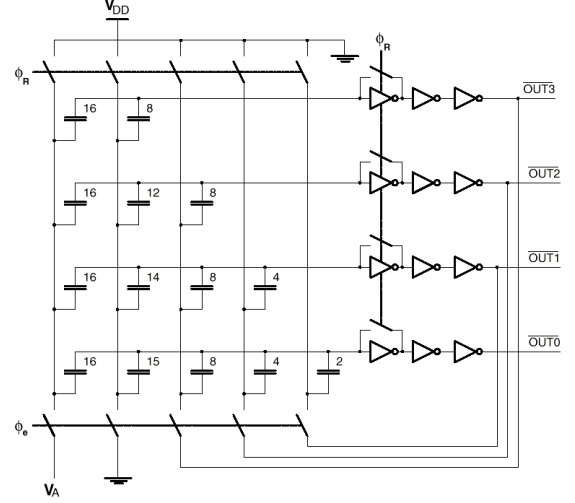 VDD
ϕR
ϕR
16 8
OUT3
16 12 8
OUT2
16 14 8 4
OUT1
16 15 8 4 2
OUT0
ϕe
VA